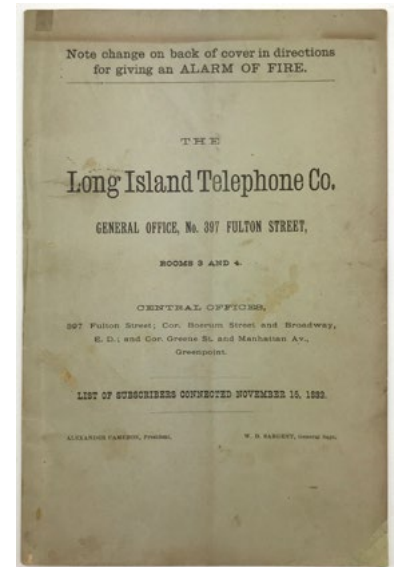 Note change on back of cover in directions
for giving an ALARM OF FIRE.
THE
Long Island Telephone Co.
GENERAL OFFICE, No. 397 FULTON STREET,
ROOMS 3 AND 4.
CENTRAL OFFICES,
397 Fulton Street; Cor. Boerum Street and Broadway,
E. D.; and Cor. Greene St. and Manhattan Av.,
Greenpoint.
LIST OF SUBSCRIBERS CONNECTED NOVEMBER 15,
ALEXANDER CAMERON, President. W. D. SARGENT, General